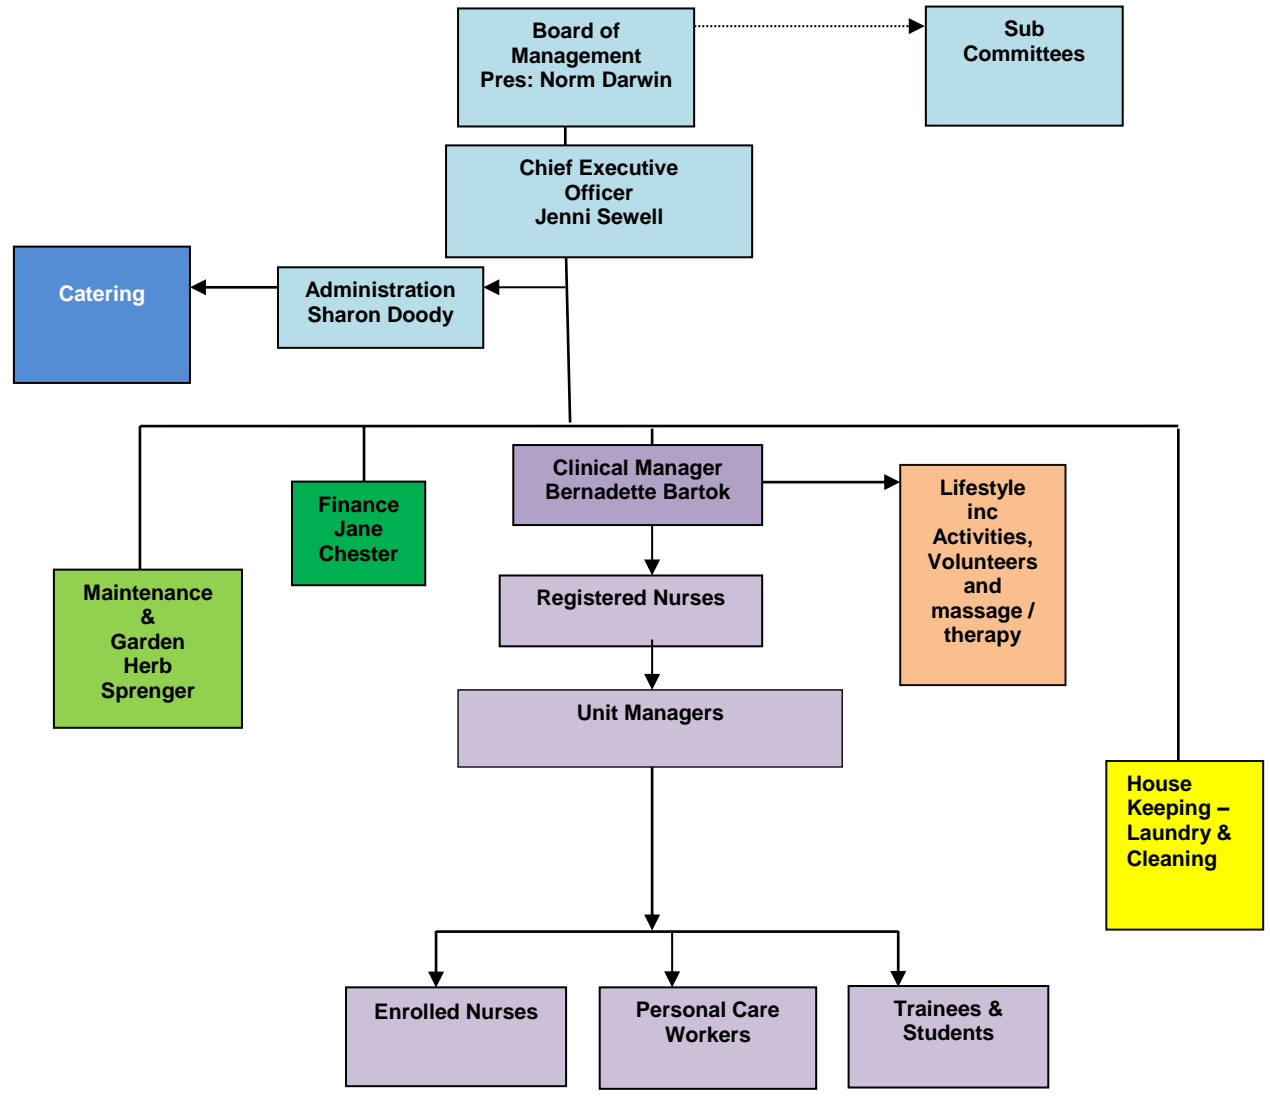 Board of
Management
Pres: Norm Darwin
Sub
Committees
Chief Executive
Officer
Jenni Sewell
Catering
Administration
Sharon Doody
Clinical Manager
Bernadette Bartok
Finance
Jane
Chester
Lifestyle
inc
Activities,
Volunteers
and
massage /
therapy
Maintenance
&
Garden
Herb
Sprenger
Registered Nurses
Unit Managers
House
Keeping –
Laundry &
Cleaning
Enrolled Nurses
Personal Care
Workers
Trainees &
Students